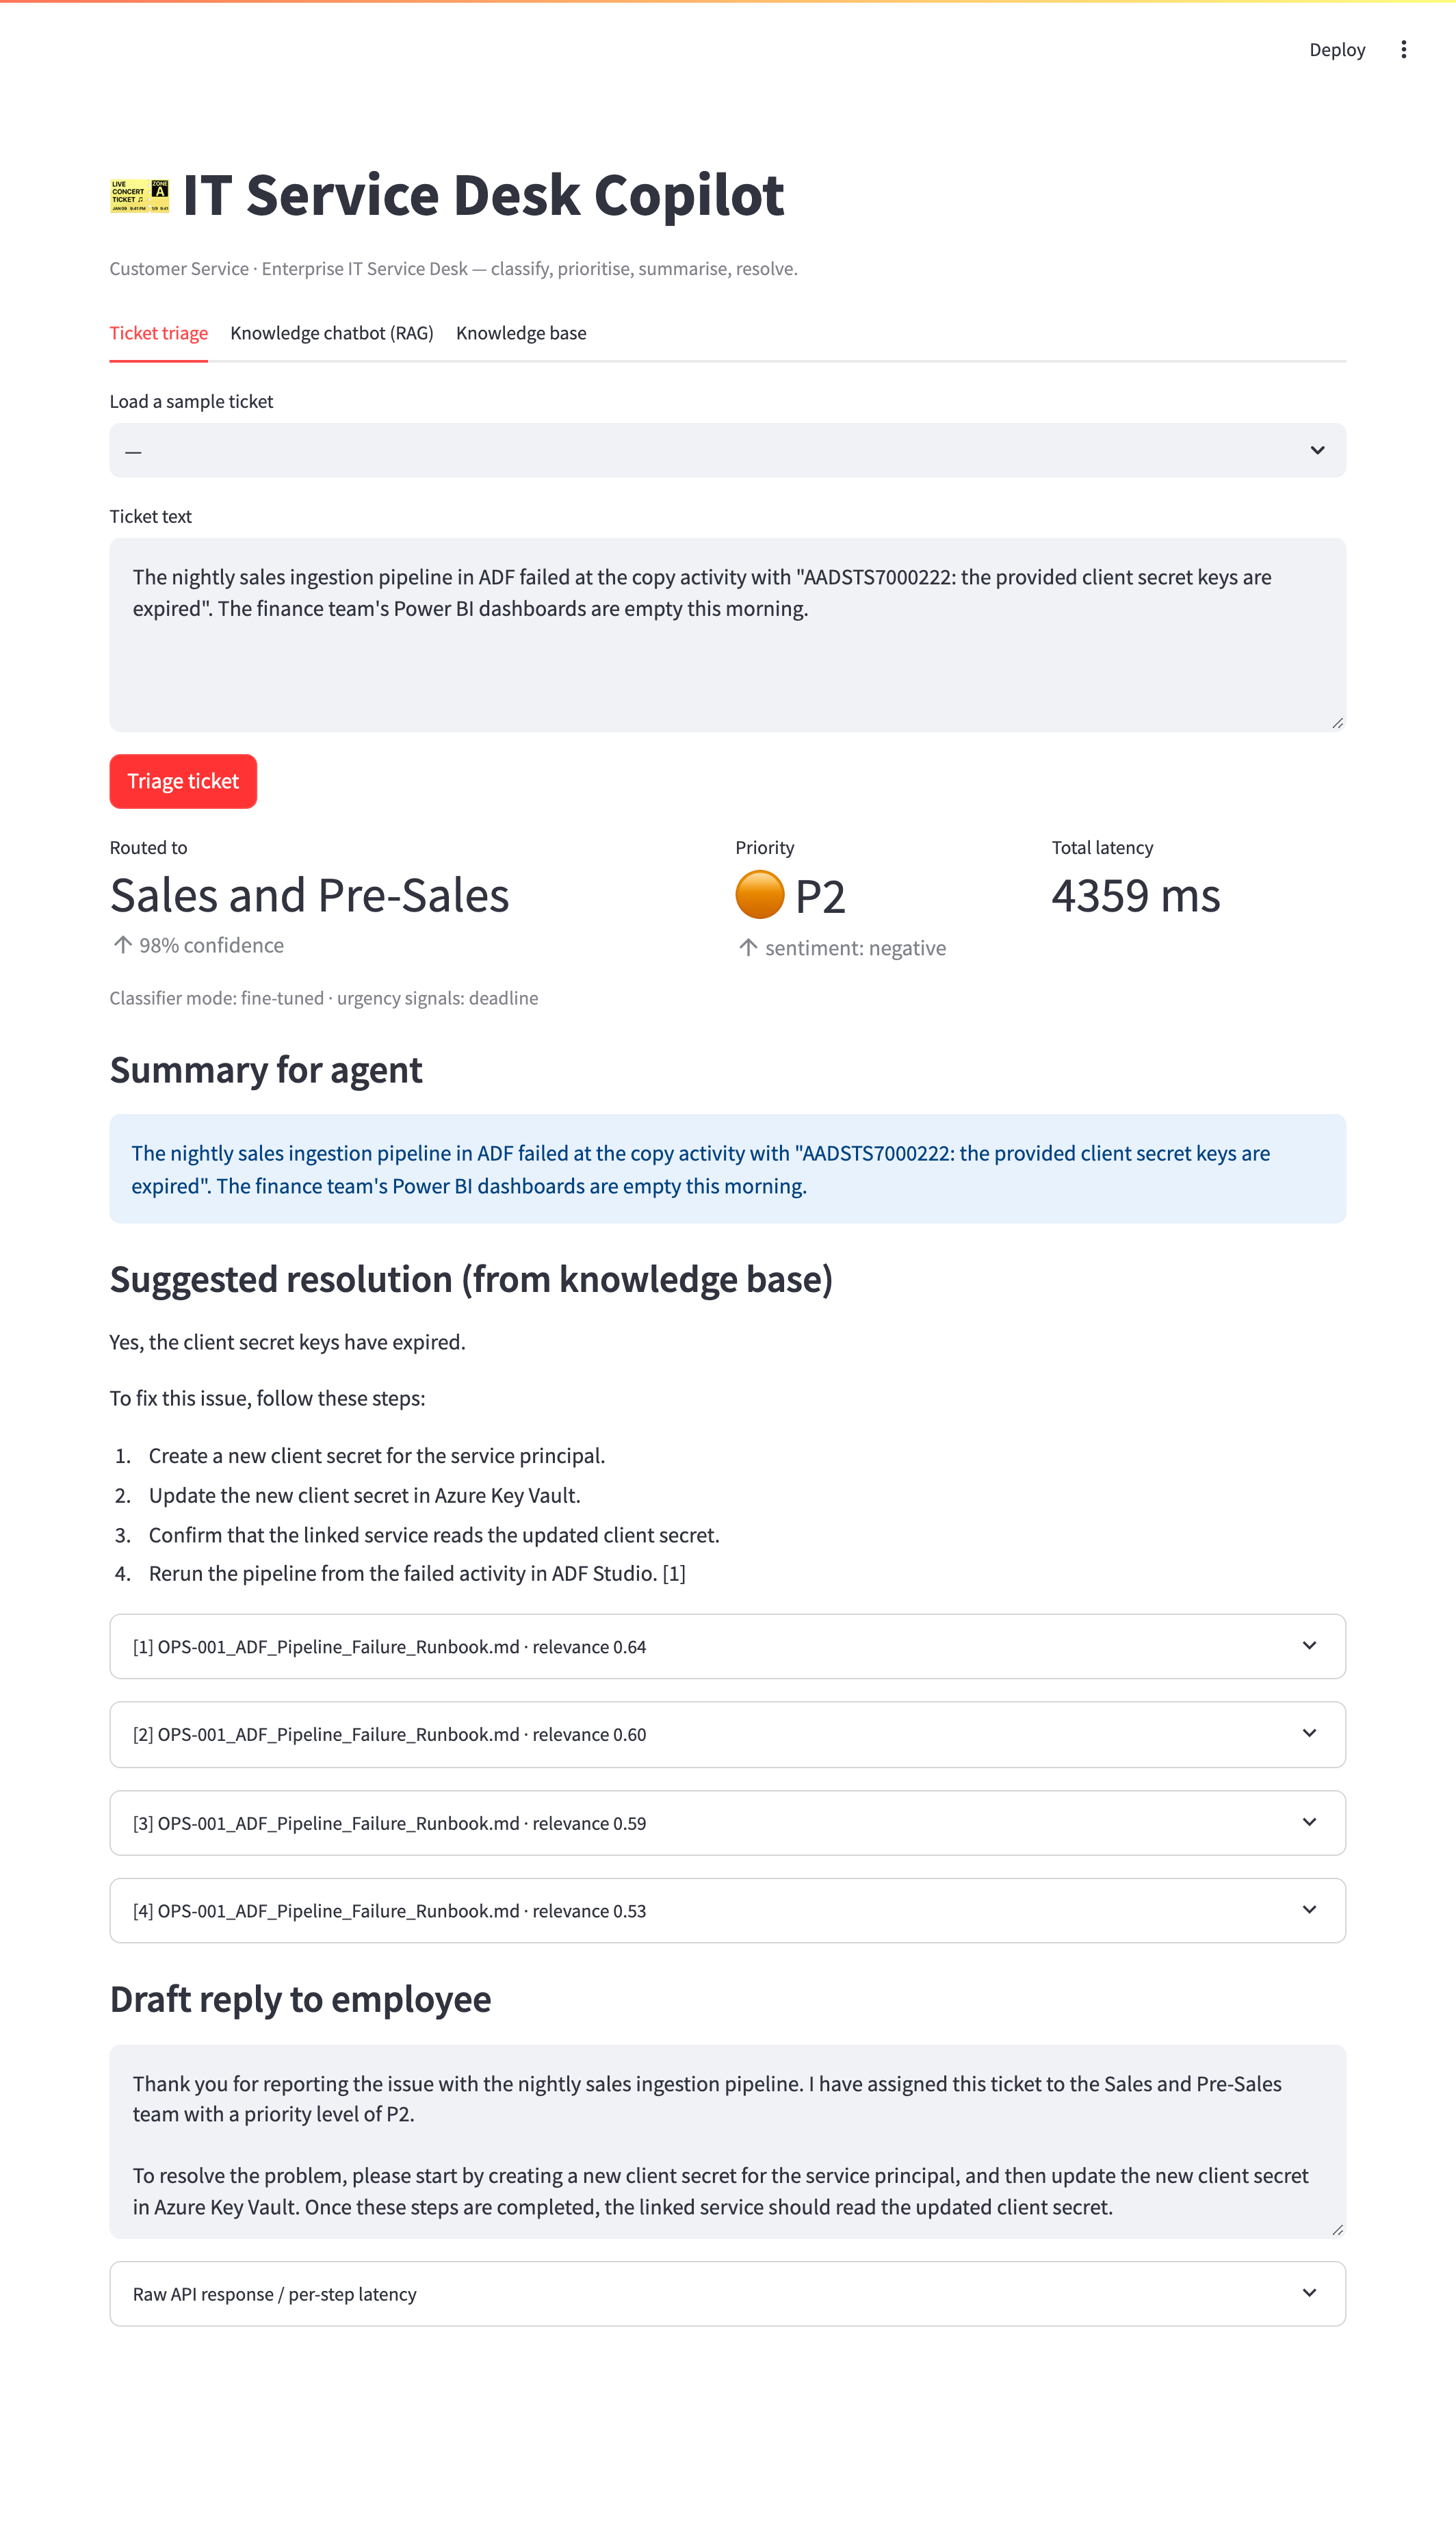 Deploy
LIVE
CONCERT
TICKET
ZONE
A
IT Service Desk Copilot
Customer Service · Enterprise IT Service Desk — classify, prioritise, summarise, resolve.
Ticket triage
Knowledge chatbot (RAG)
Knowledge base
Load a sample ticket
—
Ticket text
The nightly sales ingestion pipeline in ADF failed at the copy activity with "AADSTS7000222: the provided client secret keys are
expired". The finance team's Power BI dashboards are empty this morning.
Triage ticket
Routed to
Sales and Pre-Sales
↑ 98% confidence
Priority
P2
↑ sentiment: negative
Total latency
4359 ms
Classifier mode: fine-tuned · urgency signals: deadline
Summary for agent
The nightly sales ingestion pipeline in ADF failed at the copy activity with "AADSTS7000222: the provided client secret keys are
expired". The finance team's Power BI dashboards are empty this morning.
Suggested resolution (from knowledge base)
Yes, the client secret keys have expired.
To fix this issue, follow these steps:
1. Create a new client secret for the service principal.
2. Update the new client secret in Azure Key Vault.
3. Confirm that the linked service reads the updated client secret.
4. Rerun the pipeline from the failed activity in ADF Studio. [1]
[1] OPS-001_ADF_Pipeline_Failure_Runbook.md · relevance 0.64
[2] OPS-001_ADF_Pipeline_Failure_Runbook.md · relevance 0.60
[3] OPS-001_ADF_Pipeline_Failure_Runbook.md · relevance 0.59
[4] OPS-001_ADF_Pipeline_Failure_Runbook.md · relevance 0.53
Draft reply to employee
Thank you for reporting the issue with the nightly sales ingestion pipeline. I have assigned this ticket to the Sales and Pre-Sales
team with a priority level of P2.
To resolve the problem, please start by creating a new client secret for the service principal, and then update the new client secret
in Azure Key Vault. Once these steps are completed, the linked service should read the updated client secret.
Raw API response / per-step latency